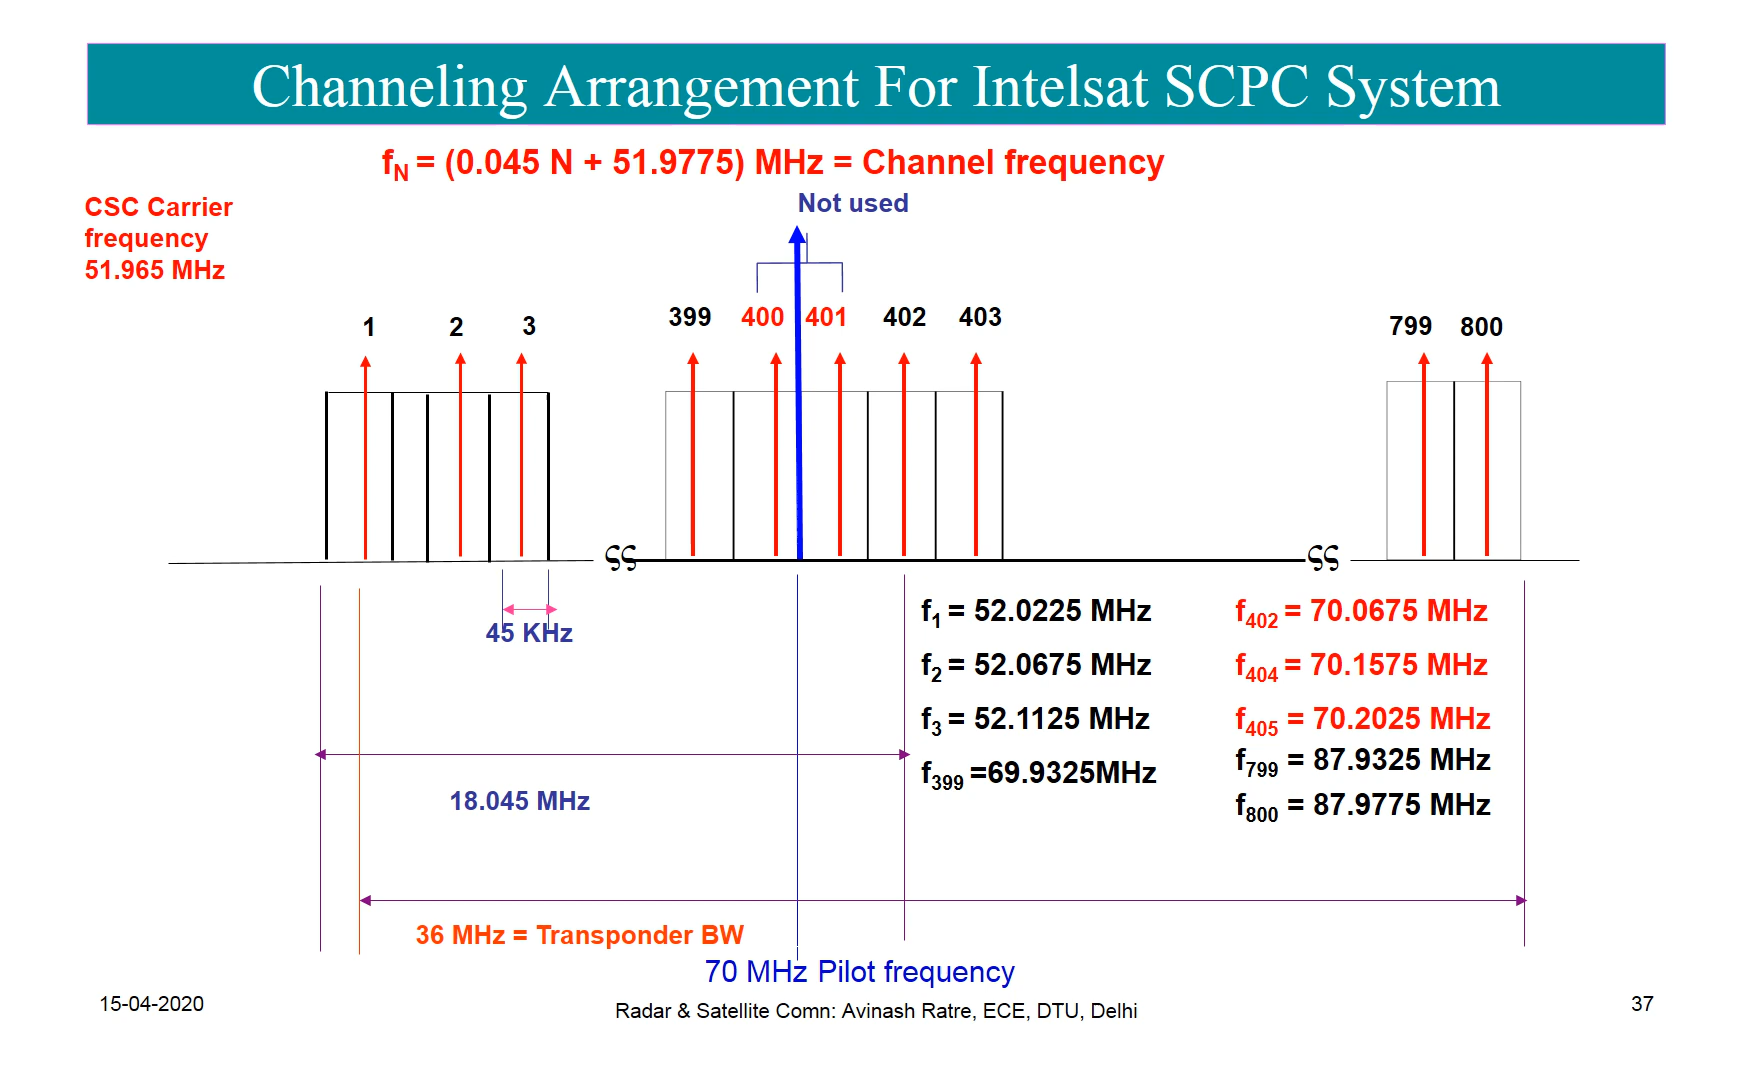 Channeling Arrangement For Intelsat SCPC System
fN = (0.045 N + 51.9775) MHz = Channel frequency
CSC Carrier
frequency
51.965 MHz
Not used
1 2 3 399 400 401 402 403 799 800
ςς ςς
45 KHz
f1 = 52.0225 MHz f402 = 70.0675 MHz
f2 = 52.0675 MHz f404 = 70.1575 MHz
f3 = 52.1125 MHz f405 = 70.2025 MHz
f399 =69.9325MHz f799 = 87.9325 MHz
f800 = 87.9775 MHz
18.045 MHz
36 MHz = Transponder BW
70 MHz Pilot frequency
15-04-2020 Radar & Satellite Comn: Avinash Ratre, ECE, DTU, Delhi 37